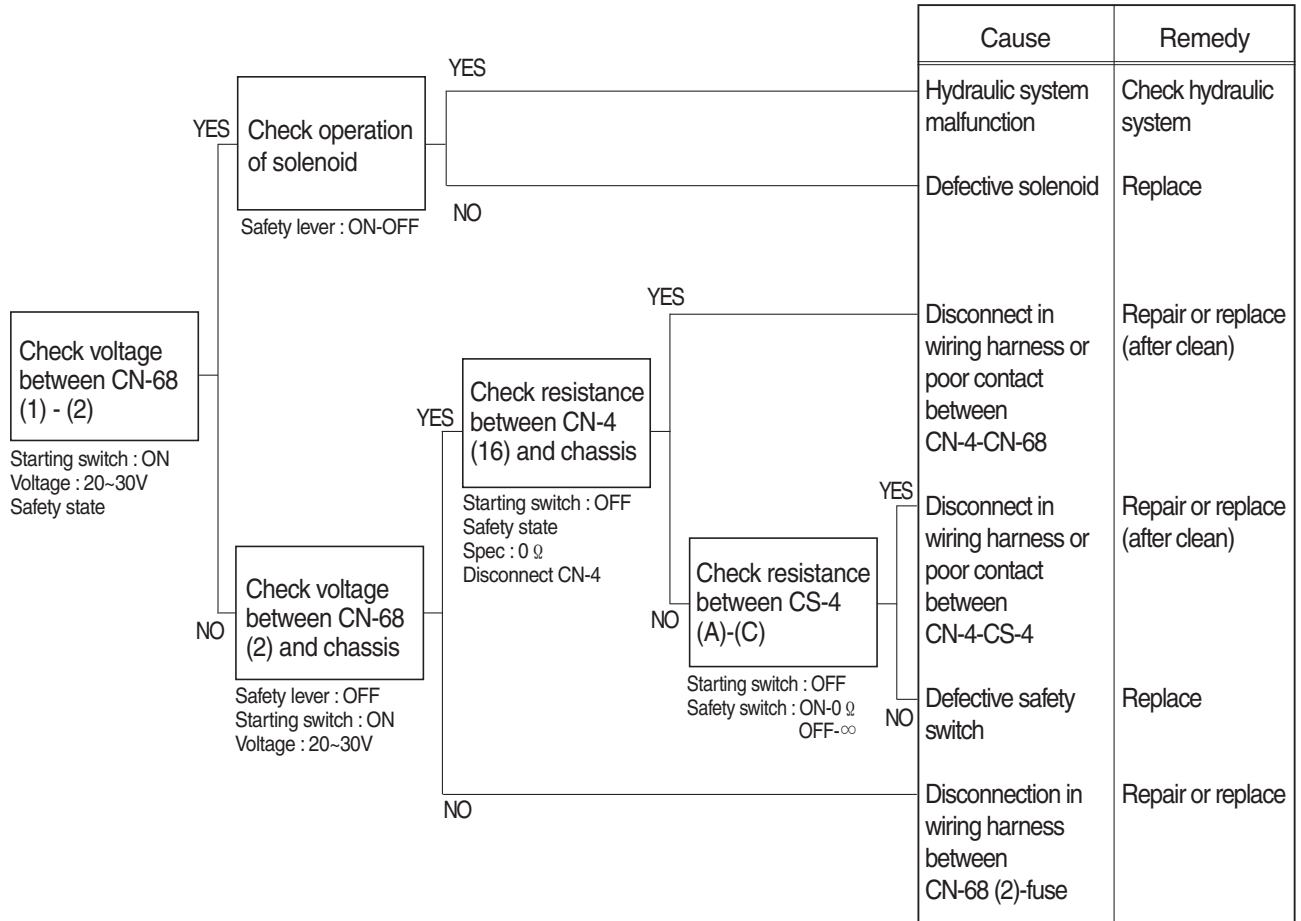 Cause
Remedy
YES
Hydraulic system
malfunction
Check hydraulic
system
YES
Check operation
of solenoid
Defective solenoid
Replace
NO
Safety lever : ON-OFF
YES
Disconnect in
wiring harness or
poor contact
between
CN-4-CN-68
Repair or replace
(after clean)
Check voltage
between CN-68
(1) - (2)
Starting switch : ON
Voltage : 20~30V
Safety state
YES
Check resistance
between CN-4
(16) and chassis
Starting switch : OFF
Safety state
Spec : 0 Ω
Disconnect CN-4
YES
Disconnect in
wiring harness or
poor contact
between
CN-4-CS-4
Repair or replace
(after clean)
NO
Check voltage
between CN-68
(2) and chassis
Safety lever : OFF
Starting switch : ON
Voltage : 20~30V
NO
Check resistance
between CS-4
(A)-(C)
Starting switch : OFF
Safety switch : ON-0 Ω
OFF-∞
NO
Defective safety
switch
Replace
NO
Disconnection in
wiring harness
between
CN-68 (2)-fuse
Repair or replace